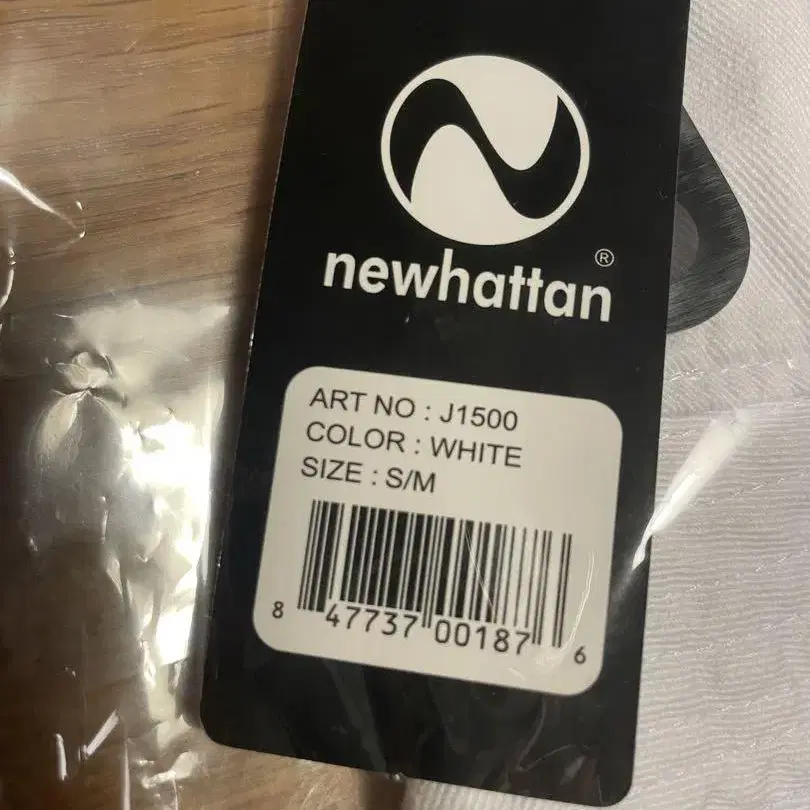 newhattan®
ART NO : J1500
COLOR : WHITE
SIZE : S/M
8 47737 00187 6